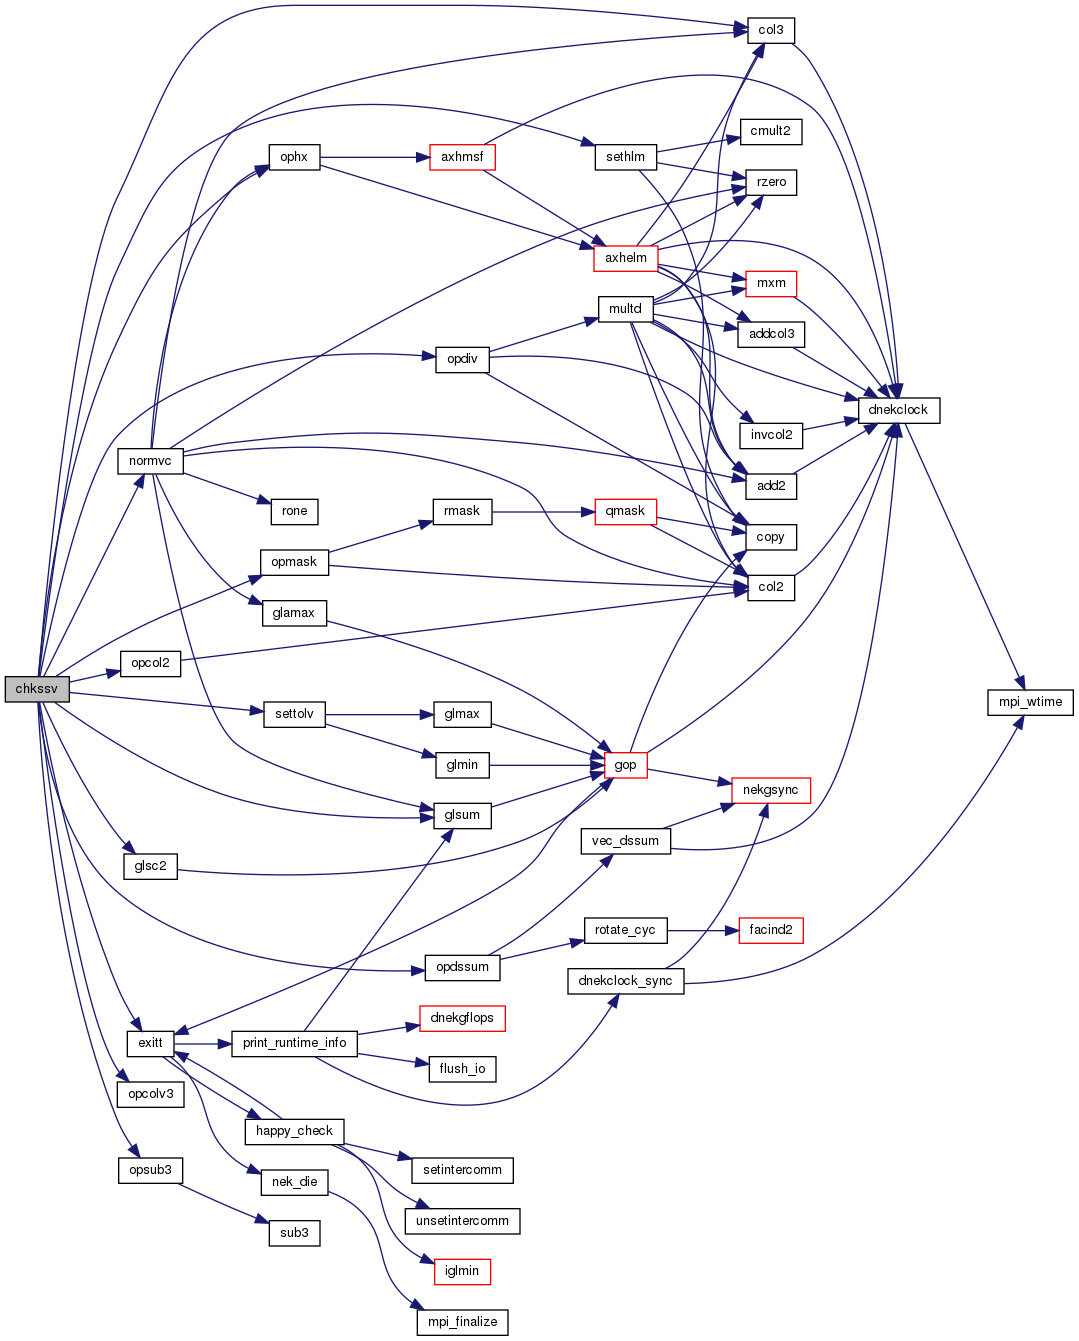 col3
cmult2
ophx
axhmsf
sethlm
rzero
axhelm
mxm
multd
addcol3
opdiv
dnekclock
invcol2
normvc
add2
rone
rmask
qmask
copy
opmask
col2
glamax
opcol2
chkssv
mpi_wtime
settolv
glmax
glmin
gop
nekgsync
glsum
vec_dssum
glsc2
rotate_cyc
facind2
opdssum
dnekclock_sync
dnekgflops
exitt
print_runtime_info
flush_io
opcolv3
happy_check
opsub3
setintercomm
nek_die
unsetintercomm
sub3
iglmin
mpi_finalize